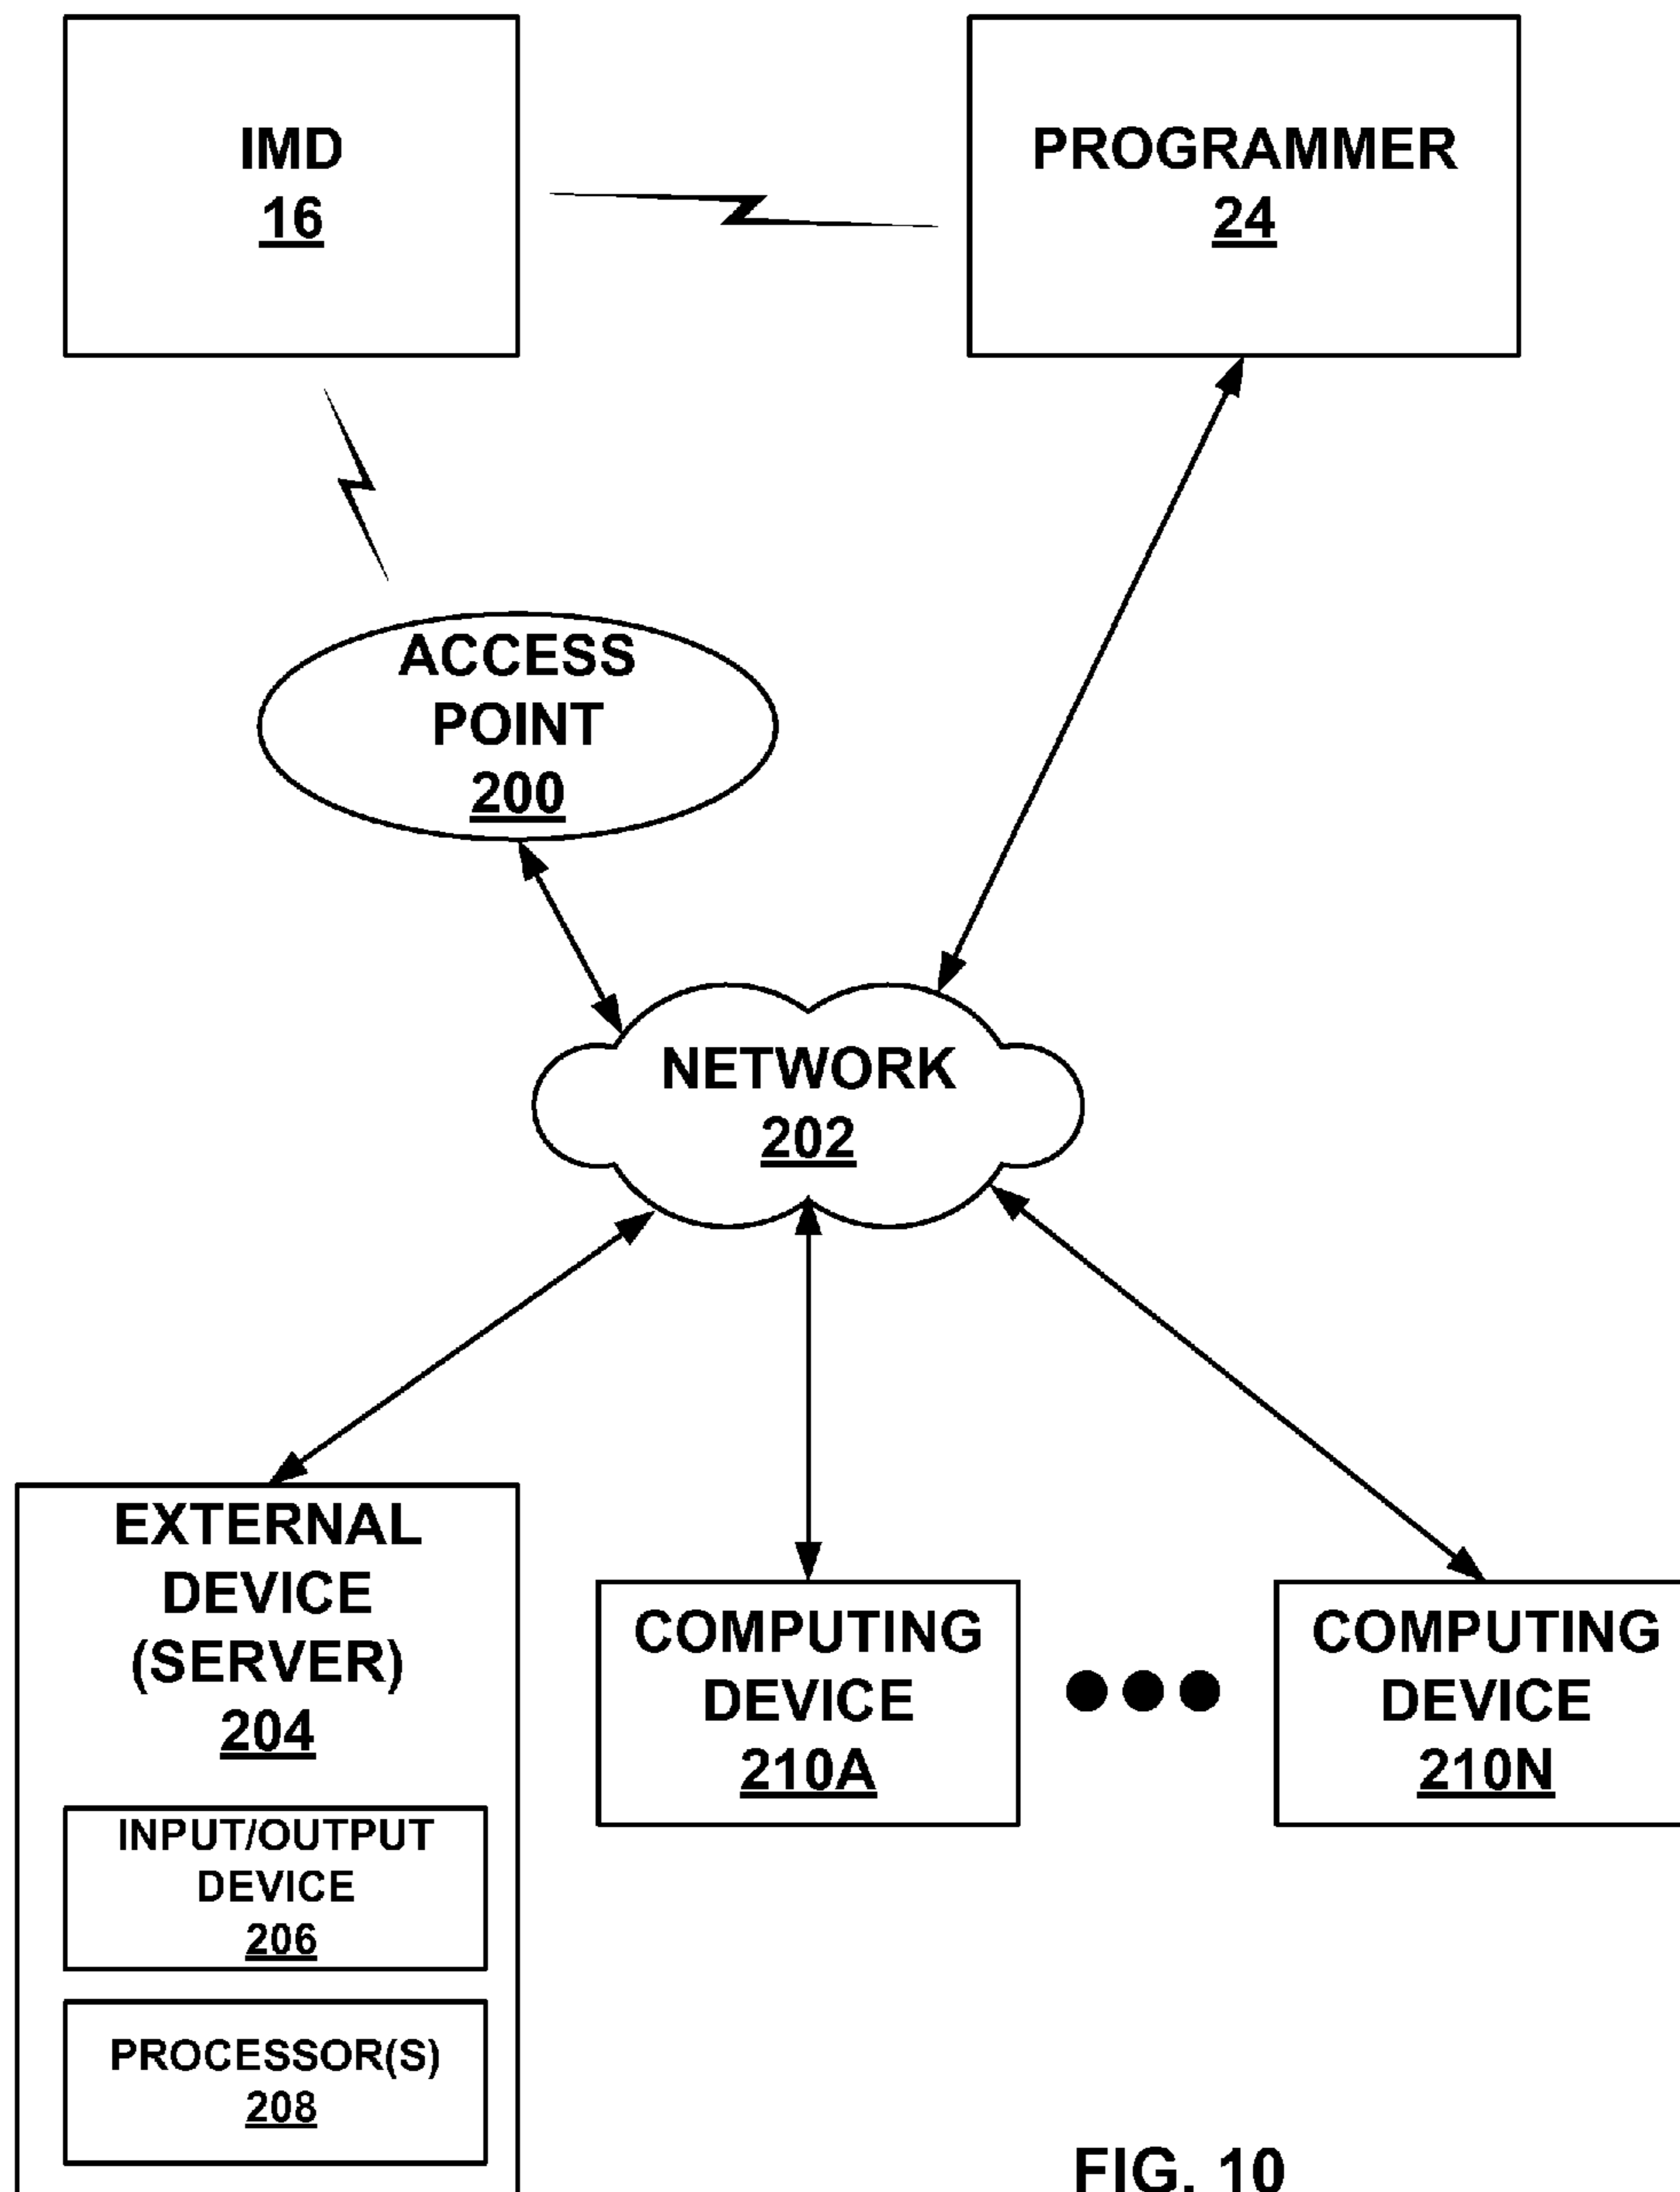 IMD
16
PROGRAMMER
24
ACCESS
POINT
200
NETWORK
202
EXTERNAL
DEVICE
(SERVER)
204
INPUT/OUTPUT
DEVICE
206
PROCESSOR(S)
208
COMPUTING
DEVICE
210A
COMPUTING
DEVICE
210N
FIG. 10